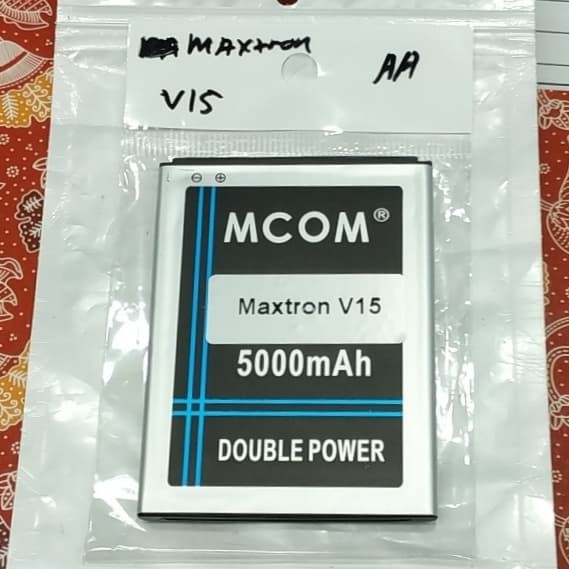 MAXtron
AA
V15
⊖ ⊕
MCOM®
Maxtron V15
5000mAh
DOUBLE POWER